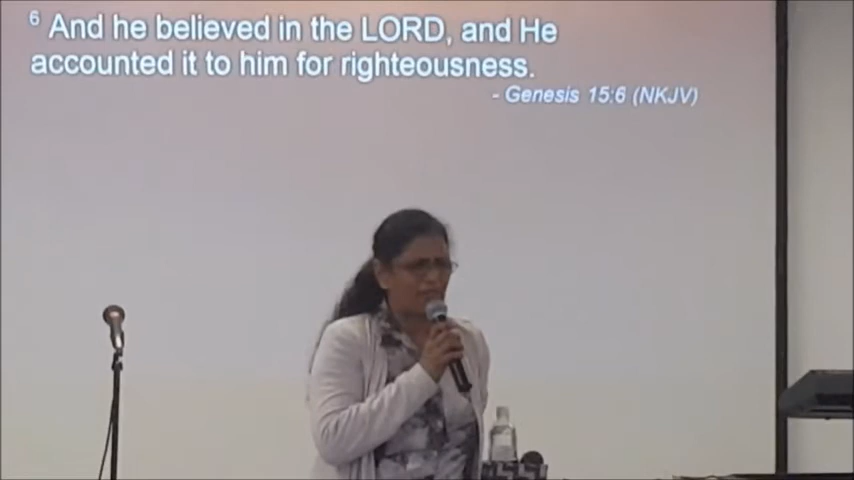 6 And he believed in the LORD, and He
accounted it to him for righteousness.
- Genesis 15:6 (NKJV)